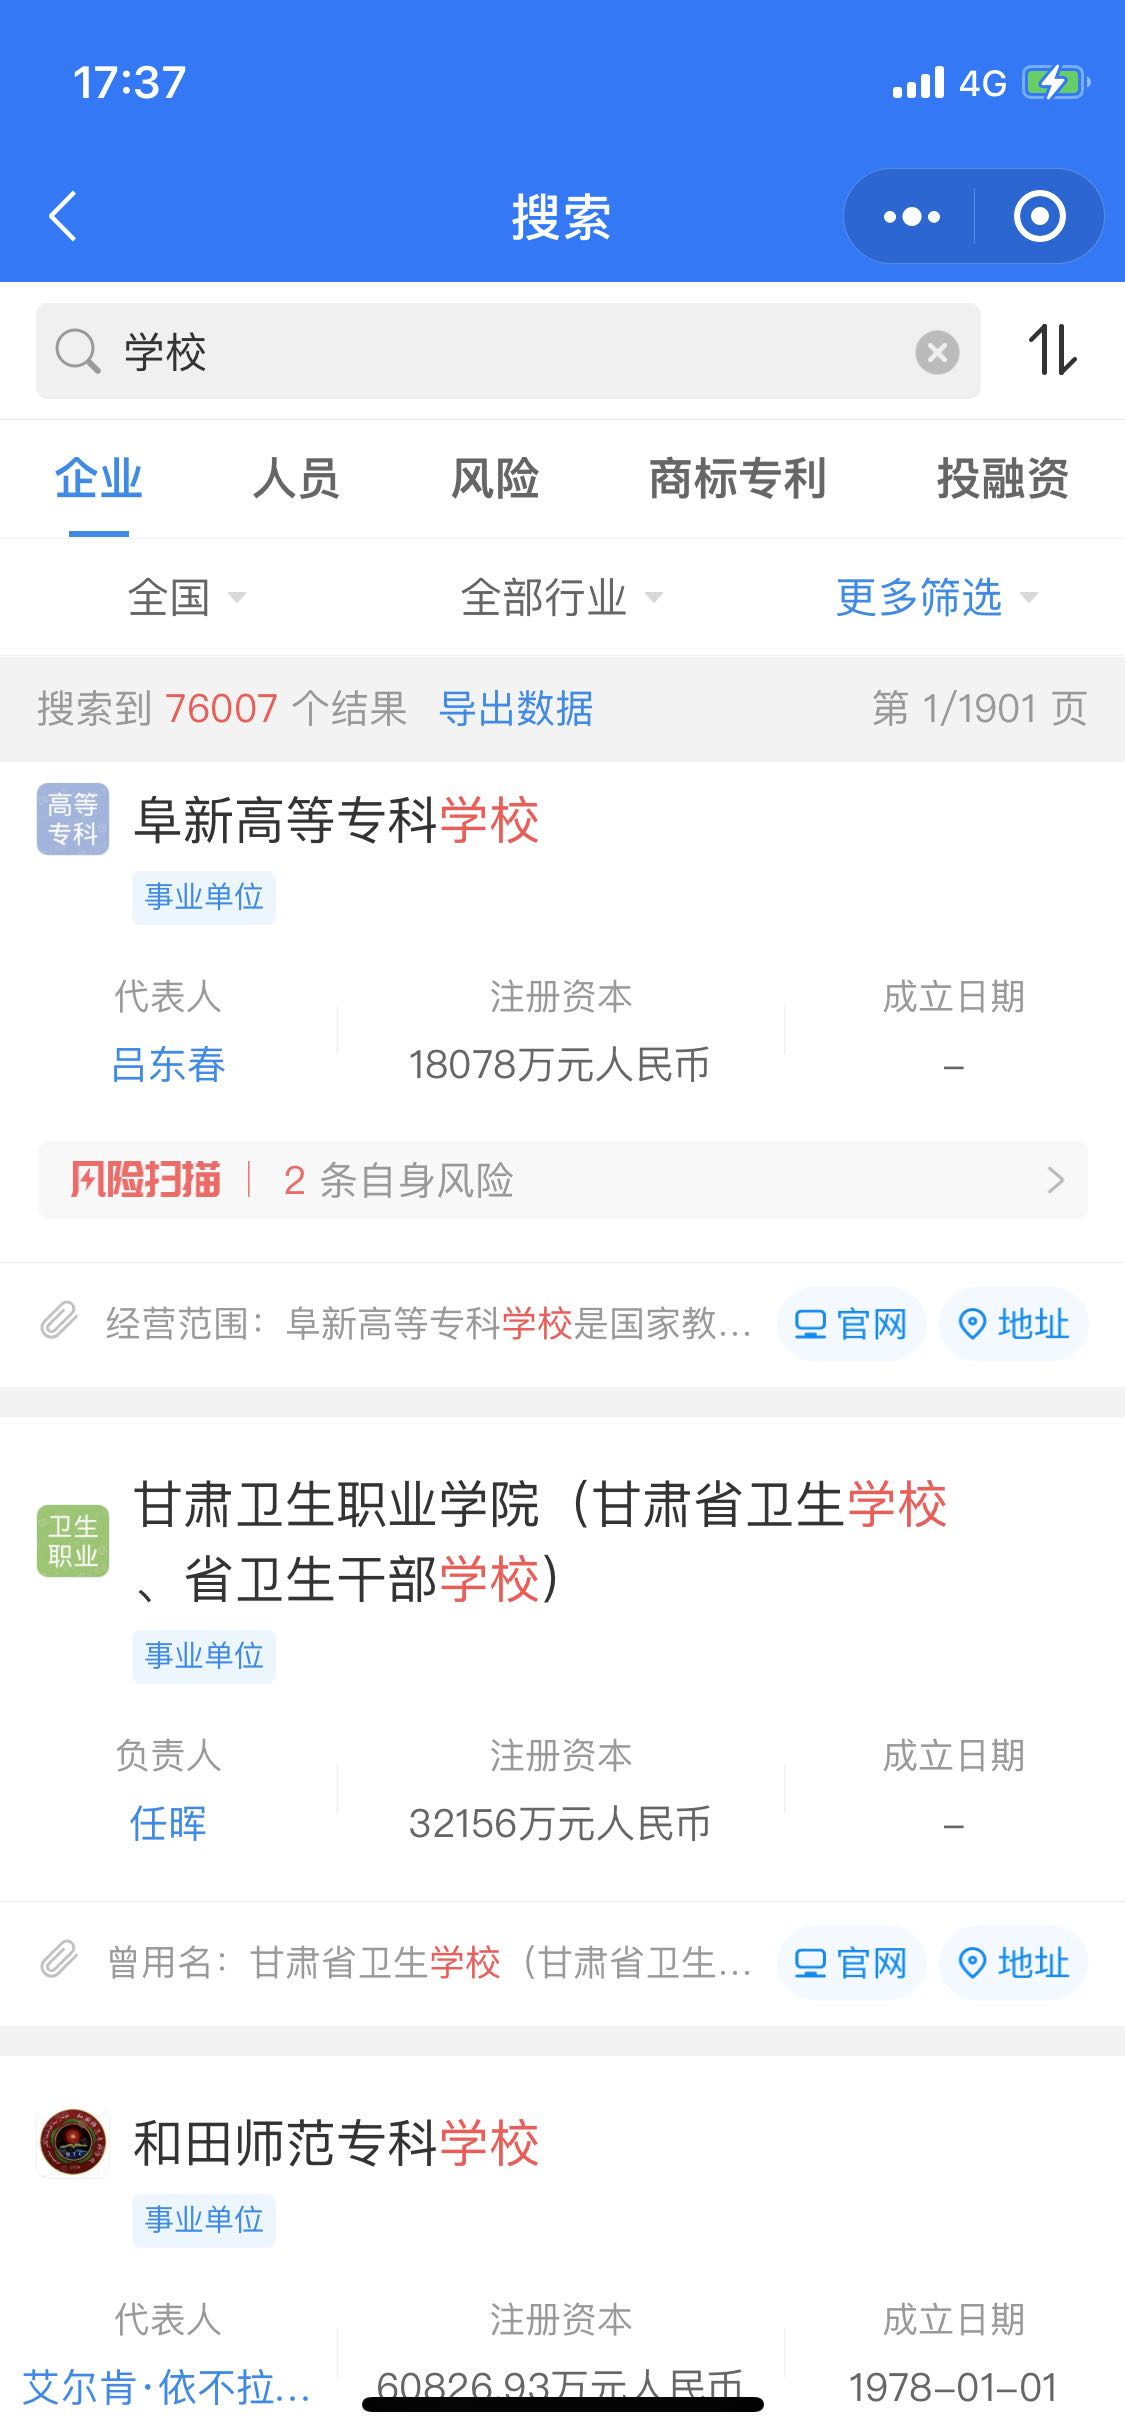 17:37
4G
搜索
学校
企业 人员 风险 商标专利 投融资
全国 全部行业 更多筛选
搜索到 76007 个结果 导出数据 第 1/1901 页
高等
专科
阜新高等专科学校
事业单位
代表人 注册资本 成立日期
吕东春 18078万元人民币 –
风险扫描 2 条自身风险
经营范围：阜新高等专科学校是国家教... 官网 地址
卫生
职业
甘肃卫生职业学院（甘肃省卫生学校
、省卫生干部学校）
事业单位
负责人 注册资本 成立日期
任晖 32156万元人民币 –
曾用名：甘肃省卫生学校（甘肃省卫生... 官网 地址
和田师范专科学校
事业单位
代表人 注册资本 成立日期
艾尔肯·依不拉... 60826.93万元人民币 1978-01-01